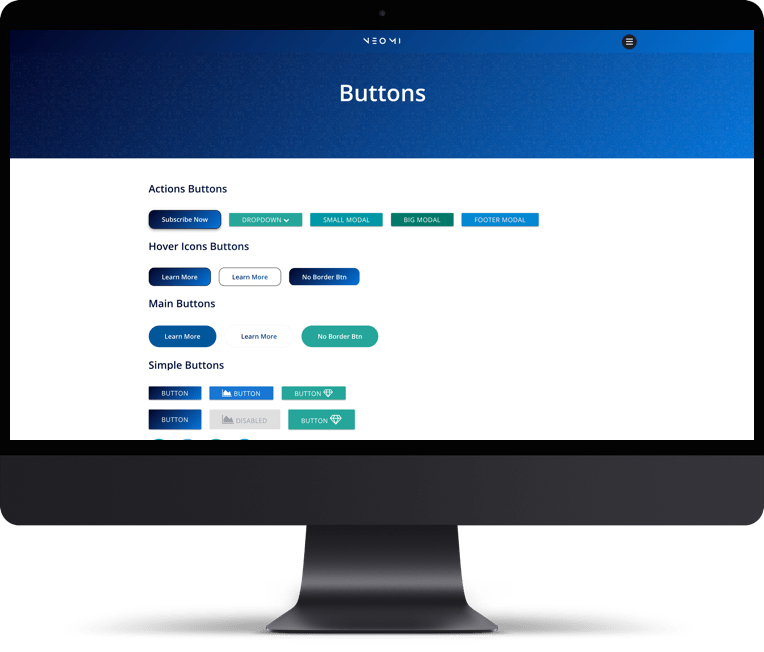 NEOMI
Buttons
Actions Buttons
Subscribe Now DROPDOWN SMALL MODAL BIG MODAL FOOTER MODAL
Hover Icons Buttons
Learn More Learn More No Border Btn
Main Buttons
Learn More Learn More No Border Btn
Simple Buttons
BUTTON BUTTON BUTTON
BUTTON DISABLED BUTTON